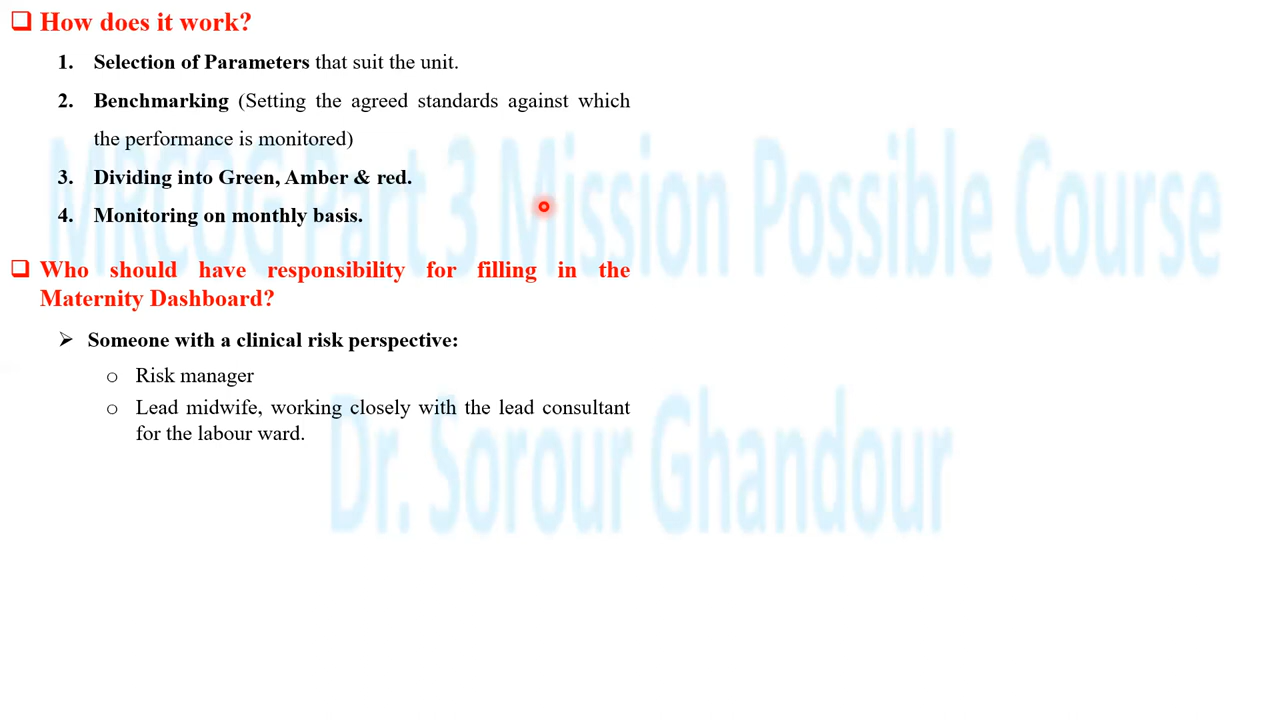 ❑ How does it work?
1. Selection of Parameters that suit the unit.
2. Benchmarking (Setting the agreed standards against which
the performance is monitored)
3. Dividing into Green, Amber & red.
4. Monitoring on monthly basis.
❑ Who should have responsibility for filling in the
Maternity Dashboard?
➢ Someone with a clinical risk perspective:
o Risk manager
o Lead midwife, working closely with the lead consultant
for the labour ward.
MRCOG Part 3 Mission Possible Course
Dr. Sorour Ghandour